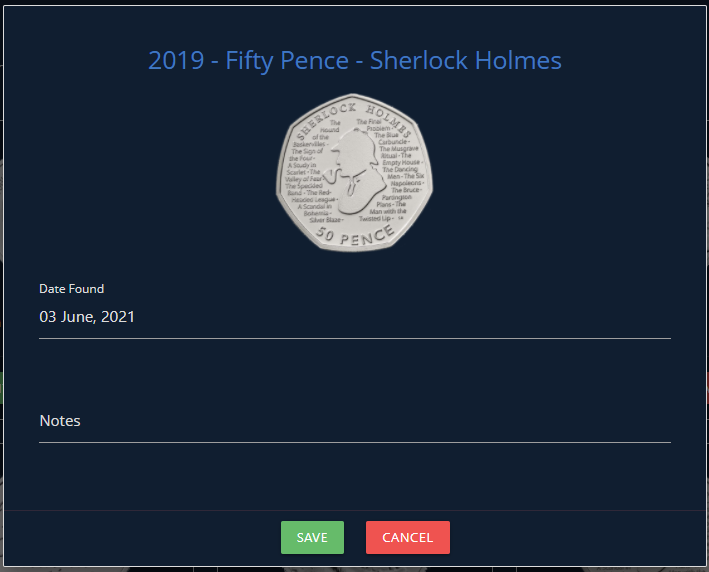 2019 - Fifty Pence - Sherlock Holmes
SHERLOCK HOLMES
The Hound
of the
Baskervilles -
The Sign of
the Four -
A Study in
Scarlet - The
Valley of Fear -
The Speckled
Band - The Red-
Headed League -
A Scandal in
Bohemia -
Silver Blaze -
The Final
Problem -
The Blue
Carbuncle -
The Musgrave
Ritual - The
Empty House -
The Dancing
Men - The Six
Napoleons -
The Bruce-
Partington
Plans - The
Man with the
Twisted Lip -
50 PENCE
Date Found
03 June, 2021
Notes
SAVE
CANCEL